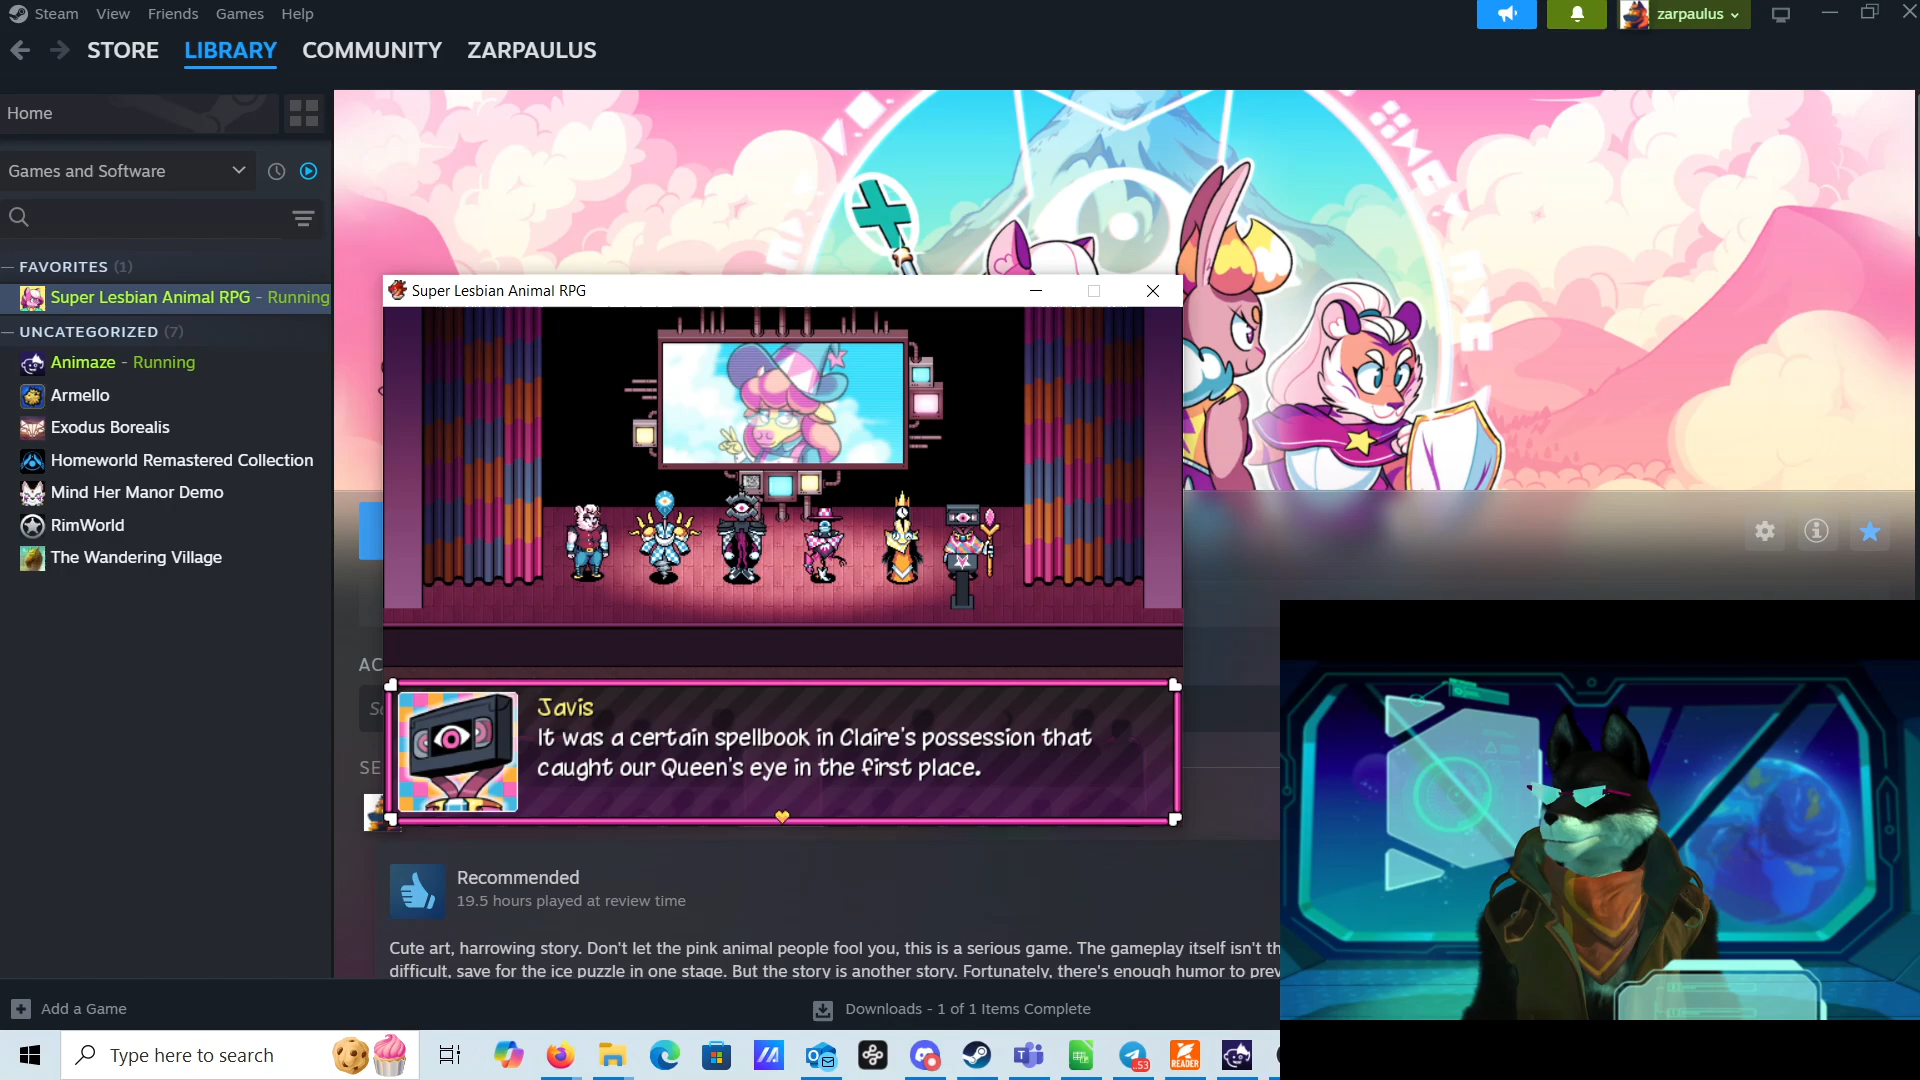 Steam View Friends Games Help
zarpaulus
STORE LIBRARY COMMUNITY ZARPAULUS
Home
Games and Software
— FAVORITES (1)
Super Lesbian Animal RPG - Running
— UNCATEGORIZED (7)
Animaze - Running
Armello
Exodus Borealis
Homeworld Remastered Collection
Mind Her Manor Demo
RimWorld
The Wandering Village
Super Lesbian Animal RPG
Javis
It was a certain spellbook in Claire's possession that
caught our Queen's eye in the first place.
AC
SE
Recommended
19.5 hours played at review time
Cute art, harrowing story. Don't let the pink animal people fool you, this is a serious game. The gameplay itself isn't th
difficult, save for the ice puzzle in one stage. But the story is another story. Fortunately, there's enough humor to prev
Add a Game
Downloads - 1 of 1 Items Complete
Type here to search
53
READER